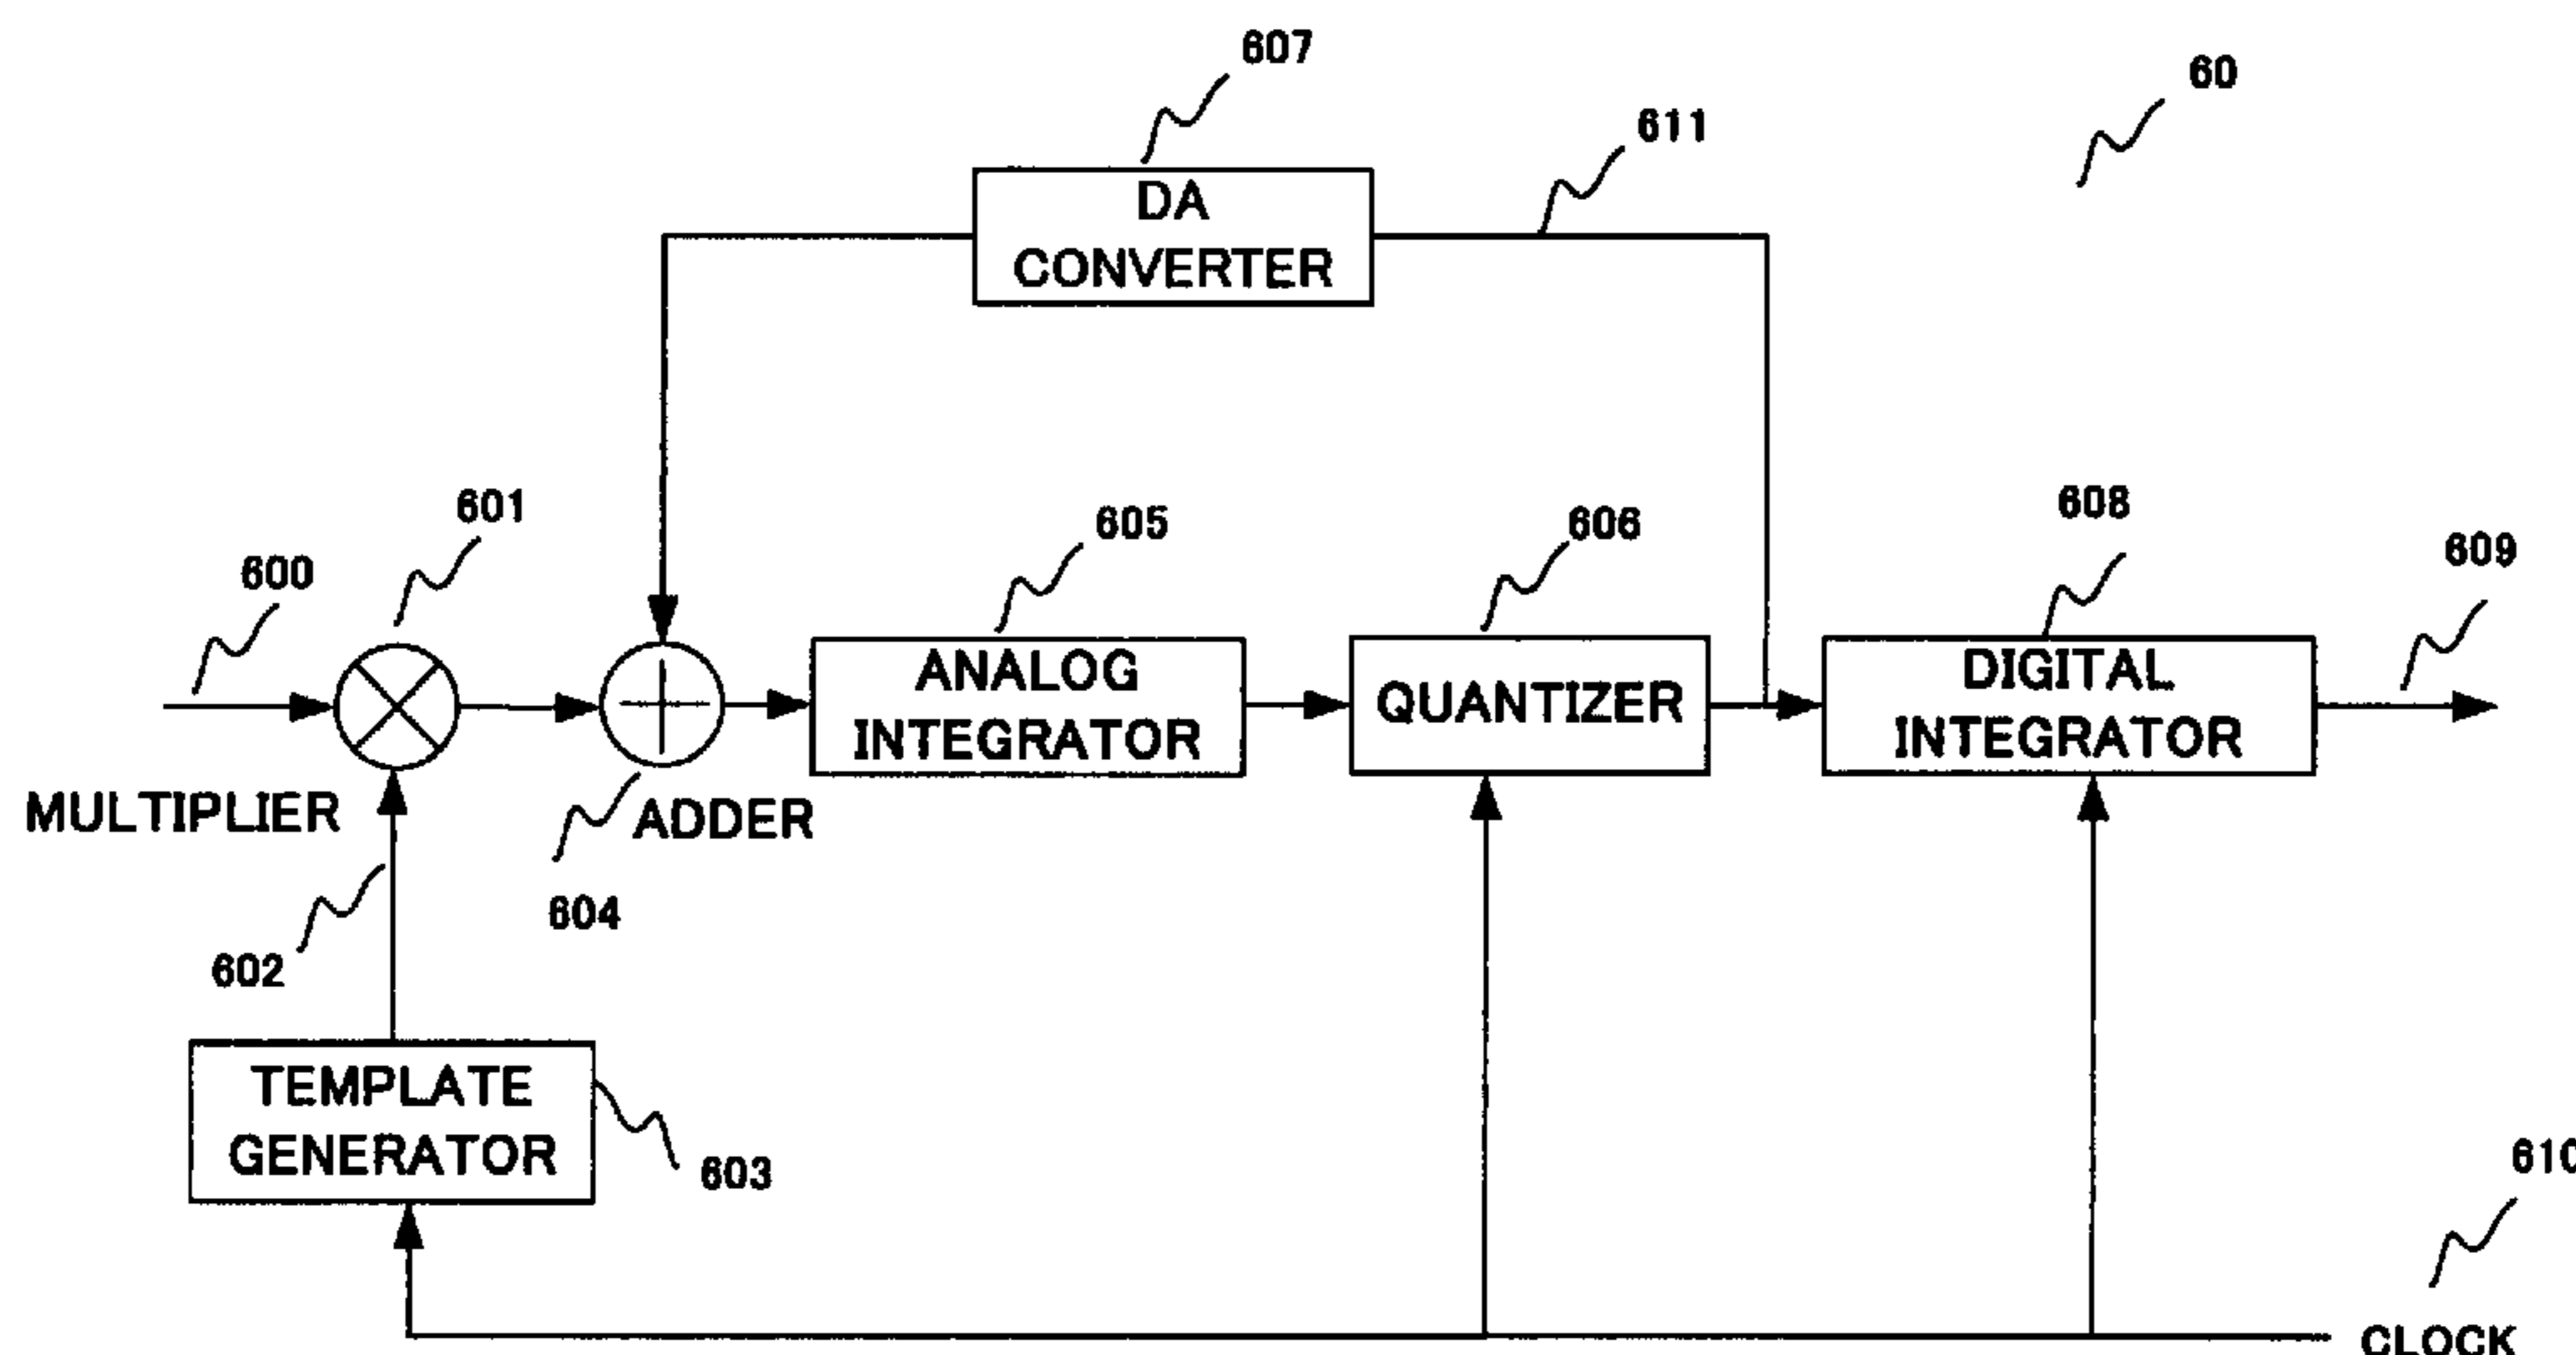 607
60
611
DA
CONVERTER
601
605
606
608
609
600
ANALOG
INTEGRATOR
QUANTIZER
DIGITAL
INTEGRATOR
MULTIPLIER
ADDER
604
602
TEMPLATE
GENERATOR
603
610
CLOCK